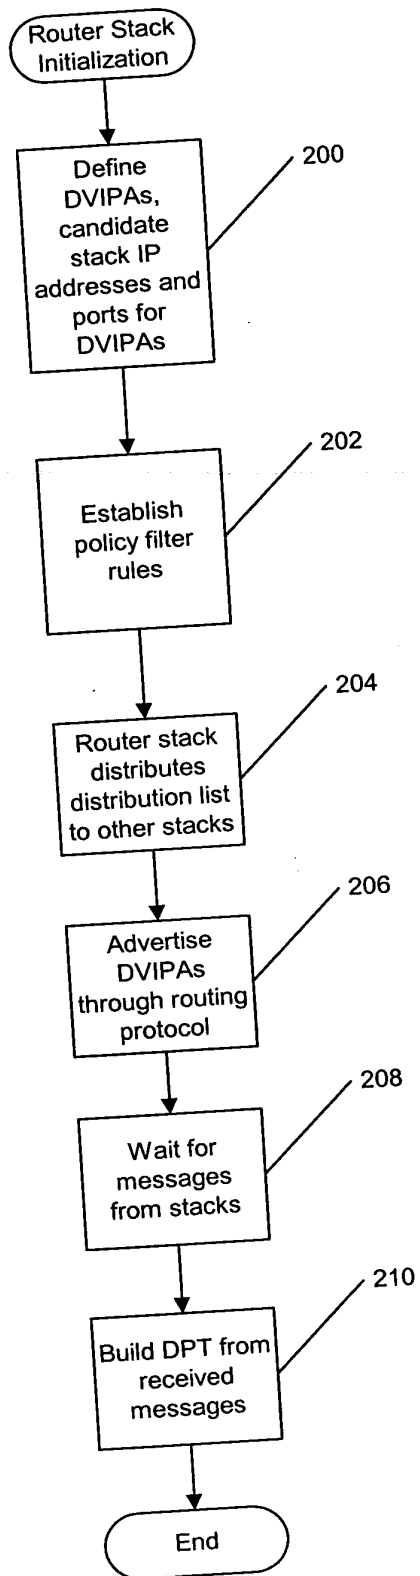 Router Stack
Initialization
Define
DVIPAs,
candidate
stack IP
addresses and
ports for
DVIPAs
200
Establish
policy filter
rules
202
Router stack
distributes
distribution list
to other stacks
204
Advertise
DVIPAs
through routing
protocol
206
Wait for
messages
from stacks
208
Build DPT from
received
messages
210
End